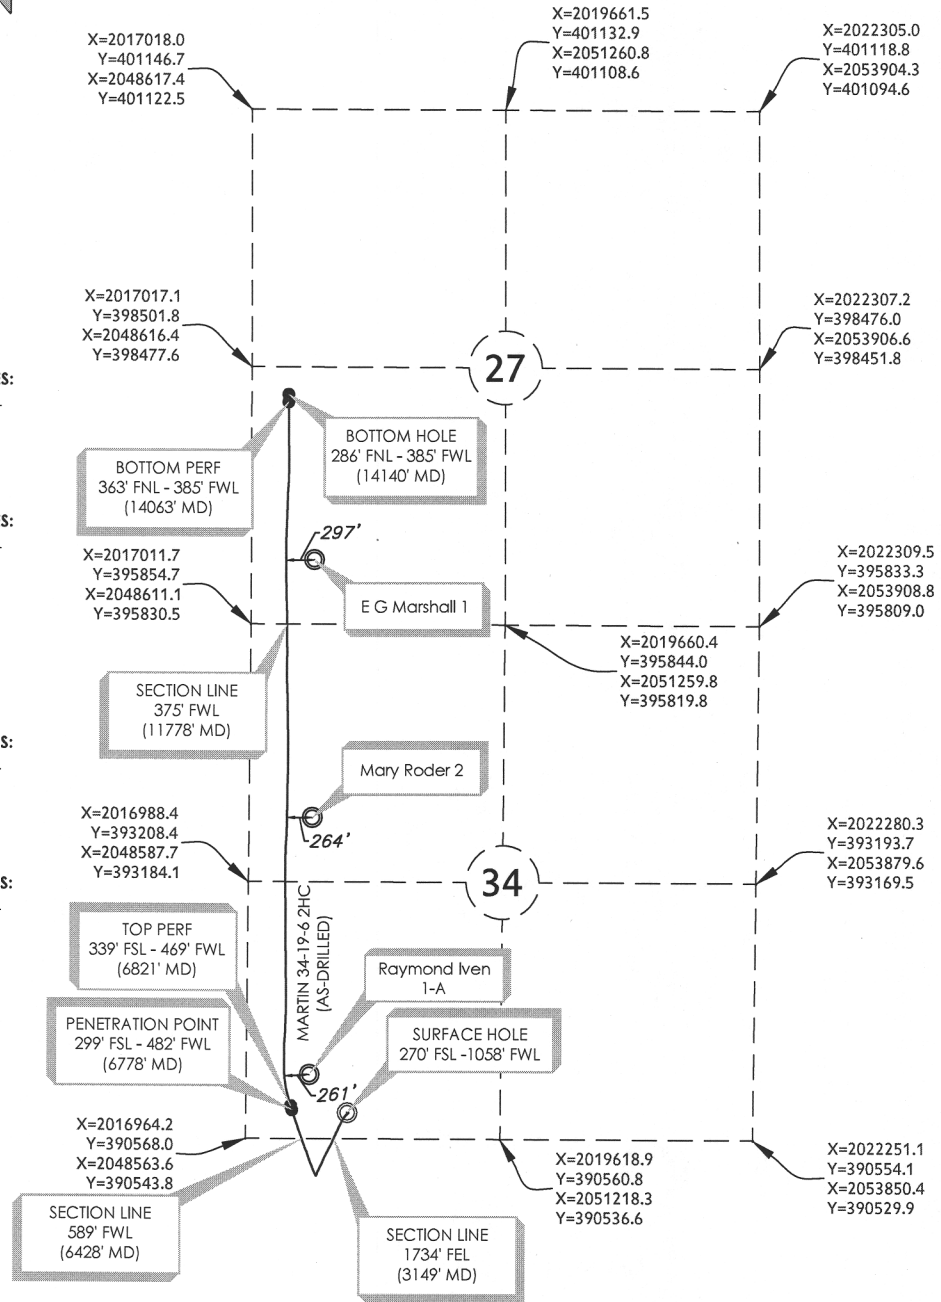 X=2017018.0
Y=401146.7
X=2048617.4
Y=401122.5
X=2019661.5
Y=401132.9
X=2051260.8
Y=401108.6
X=2022305.0
Y=401118.8
X=2053904.3
Y=401094.6
X=2017017.1
Y=398501.8
X=2048616.4
Y=398477.6
X=2022307.2
Y=398476.0
X=2053906.6
Y=398451.8
27
S:
BOTTOM HOLE
286' FNL - 385' FWL
(14140' MD)
BOTTOM PERF
363' FNL - 385' FWL
(14063' MD)
S:
297'
X=2017011.7
Y=395854.7
X=2048611.1
Y=395830.5
E G Marshall 1
X=2022309.5
Y=395833.3
X=2053908.8
Y=395809.0
X=2019660.4
Y=395844.0
X=2051259.8
Y=395819.8
SECTION LINE
375' FWL
(11778' MD)
S:
Mary Roder 2
264'
X=2016988.4
Y=393208.4
X=2048587.7
Y=393184.1
X=2022280.3
Y=393193.7
X=2053879.6
Y=393169.5
34
S:
MARTIN 34-19-6 2HC
(AS-DRILLED)
TOP PERF
339' FSL - 469' FWL
(6821' MD)
Raymond Iven
1-A
PENETRATION POINT
299' FSL - 482' FWL
(6778' MD)
SURFACE HOLE
270' FSL -1058' FWL
261'
X=2016964.2
Y=390568.0
X=2048563.6
Y=390543.8
X=2019618.9
Y=390560.8
X=2051218.3
Y=390536.6
X=2022251.1
Y=390554.1
X=2053850.4
Y=390529.9
SECTION LINE
589' FWL
(6428' MD)
SECTION LINE
1734' FEL
(3149' MD)